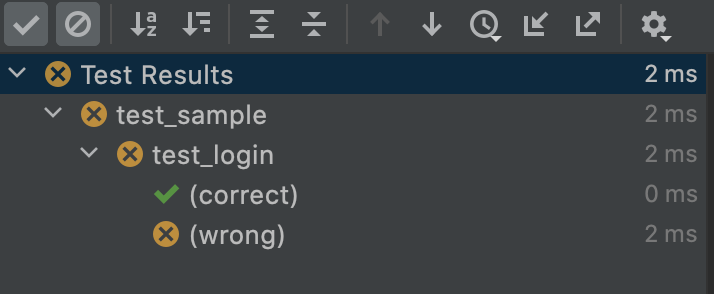 Test Results 2 ms
test_sample 2 ms
test_login 2 ms
(correct) 0 ms
(wrong) 2 ms